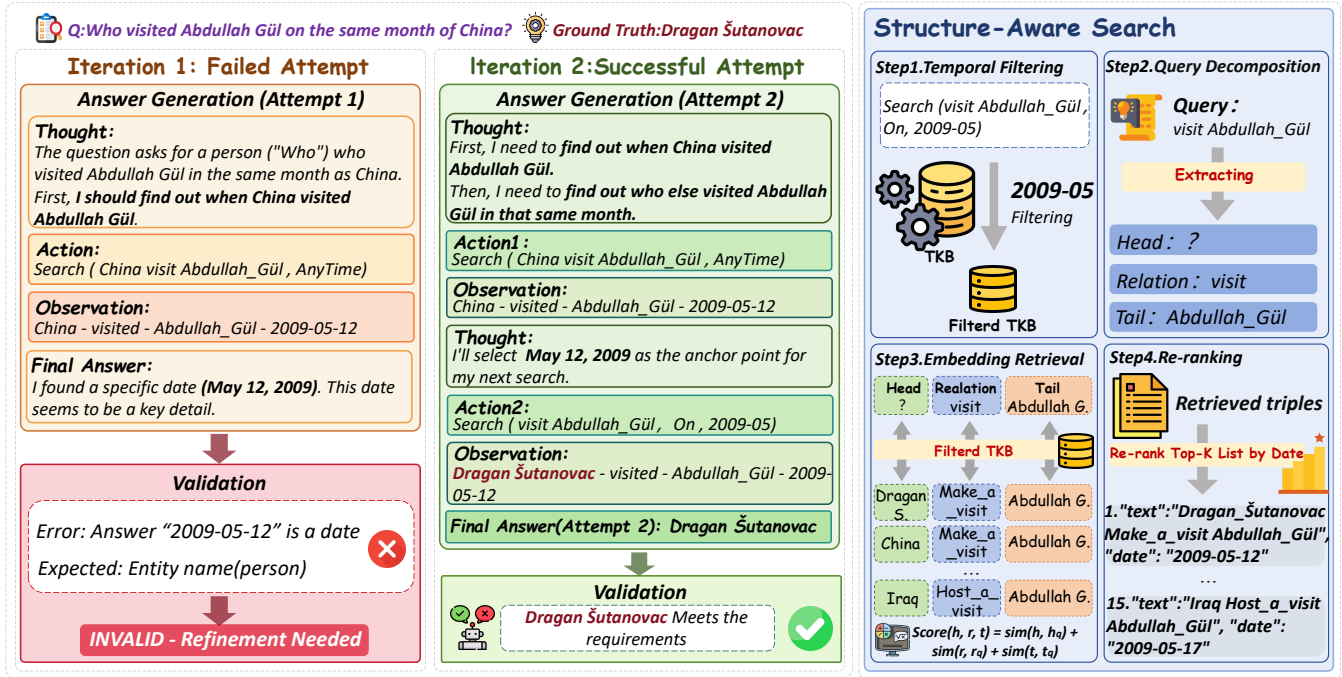 Q:Who visited Abdullah Gül on the same month of China?
Ground Truth:Dragan Šutanovac
Iteration 1: Failed Attempt
Answer Generation (Attempt 1)
Thought:
The question asks for a person ("Who") who
visited Abdullah Gül in the same month as China.
First, I should find out when China visited
Abdullah Gül.
Action:
Search ( China visit Abdullah_Gül , AnyTime)
Observation:
China - visited - Abdullah_Gül - 2009-05-12
Final Answer:
I found a specific date (May 12, 2009). This date
seems to be a key detail.
Validation
Error: Answer “2009-05-12” is a date
Expected: Entity name(person)
INVALID - Refinement Needed
Iteration 2:Successful Attempt
Answer Generation (Attempt 2)
Thought:
First, I need to find out when China visited
Abdullah Gül.
Then, I need to find out who else visited Abdullah
Gül in that same month.
Action1:
Search ( China visit Abdullah_Gül , AnyTime)
Observation:
China - visited - Abdullah_Gül - 2009-05-12
Thought:
I'll select May 12, 2009 as the anchor point for
my next search.
Action2:
Search ( visit Abdullah_Gül , On , 2009-05)
Observation:
Dragan Šutanovac - visited - Abdullah_Gül - 2009-
05-12
Final Answer(Attempt 2): Dragan Šutanovac
Validation
Dragan Šutanovac Meets the
requirements
Structure-Aware Search
Step1.Temporal Filtering
Search (visit Abdullah_Gül ,
On, 2009-05)
2009-05
Filtering
TKB
Filterd TKB
Step2.Query Decomposition
Query：
visit Abdullah_Gül
Extracting
Head： ?
Relation： visit
Tail： Abdullah_Gül
Step3.Embedding Retrieval
Head
?
Realation
visit
Tail
Abdullah G.
Filterd TKB
Dragan
S.
Make_a
_visit
Abdullah G.
China
Make_a
_visit
Abdullah G.
...
Iraq
Host_a_
visit
Abdullah G.
Score(h, r, t) = sim(h, hq) +
sim(r, rq) + sim(t, tq)
Step4.Re-ranking
Retrieved triples
Re-rank Top-K List by Date
1."text":"Dragan_Šutanovac
Make_a_visit Abdullah_Gül",
"date": "2009-05-12"
...
15."text":"Iraq Host_a_visit
Abdullah_Gül", "date":
"2009-05-17"